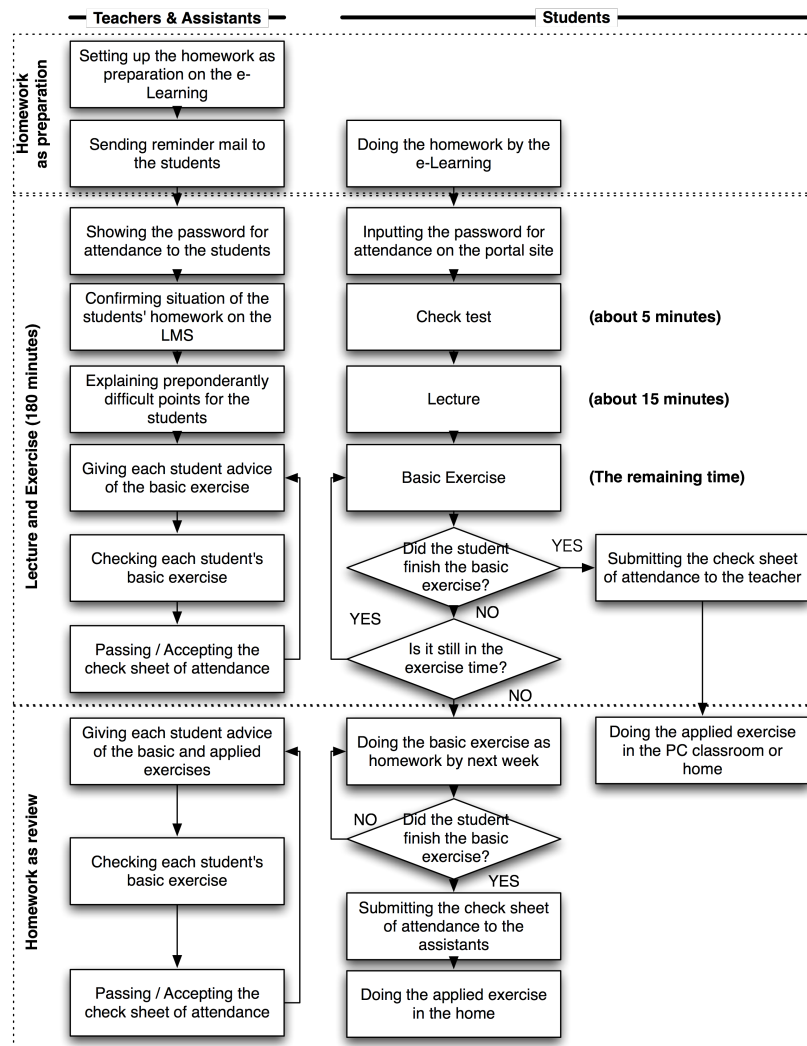 Teachers & Assistants
Students
Homework
as preparation
Setting up the homework as
preparation on the e-
Learning
Sending reminder mail to
the students
Doing the homework by the
e-Learning
Lecture and Exercise (180 minutes)
Showing the password for
attendance to the students
Inputting the password for
attendance on the portal site
Confirming situation of the
students' homework on the
LMS
Check test
(about 5 minutes)
Explaining preponderantly
difficult points for the
students
Lecture
(about 15 minutes)
Giving each student advice
of the basic exercise
Basic Exercise
(The remaining time)
Checking each student's
basic exercise
Did the student
finish the basic
exercise?
YES
Submitting the check sheet
of attendance to the teacher
NO
YES
Passing / Accepting the
check sheet of attendance
Is it still in the
exercise time?
NO
Homework as review
Giving each student advice
of the basic and applied
exercises
Doing the basic exercise as
homework by next week
Doing the applied exercise
in the PC classroom or
home
Checking each student's
basic exercise
NO
Did the student
finish the basic
exercise?
YES
Submitting the check sheet
of attendance to the
assistants
Passing / Accepting the
check sheet of attendance
Doing the applied exercise
in the home